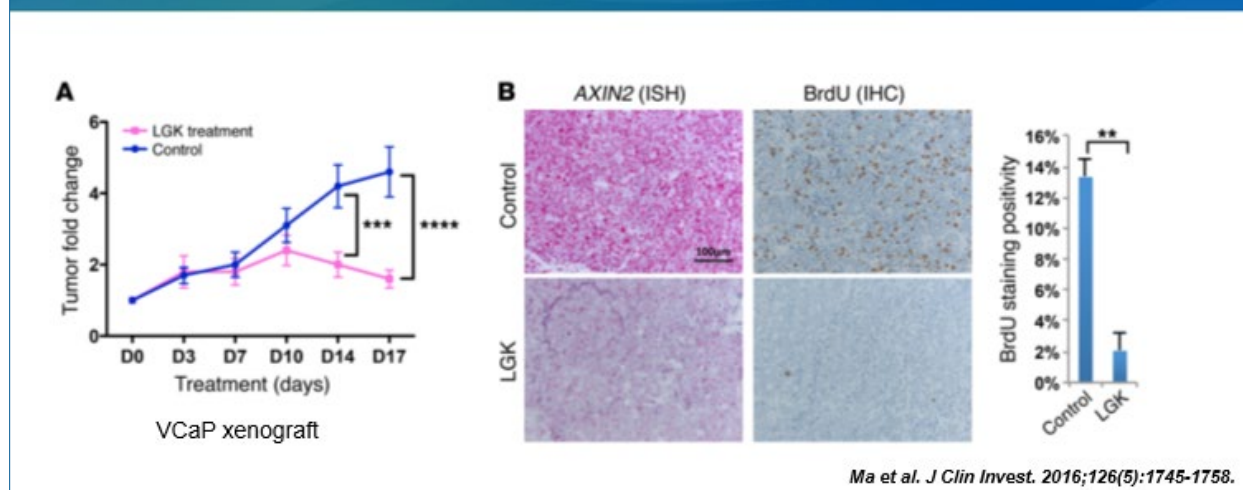 A
LGK treatment
Control
Tumor fold change
6
4
2
0
***
****
D0 D3 D7 D10 D14 D17
Treatment (days)
VCaP xenograft
B
AXIN2 (ISH)
BrdU (IHC)
Control
100μm
LGK
BrdU staining positivity
16%
14%
12%
10%
8%
6%
4%
2%
0%
**
Control
LGK
Ma et al. J Clin Invest. 2016;126(5):1745-1758.